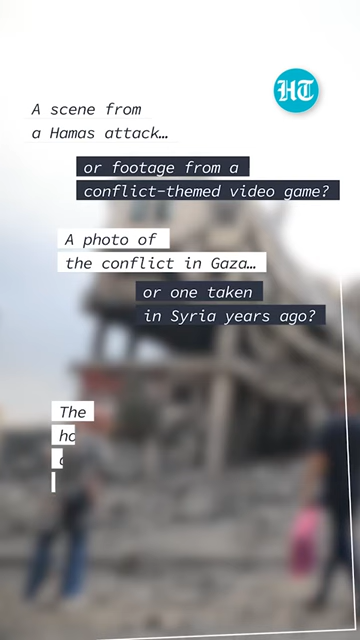 HT
A scene from
a Hamas attack…
or footage from a
conflict-themed video game?
A photo of
the conflict in Gaza…
or one taken
in Syria years ago?
The